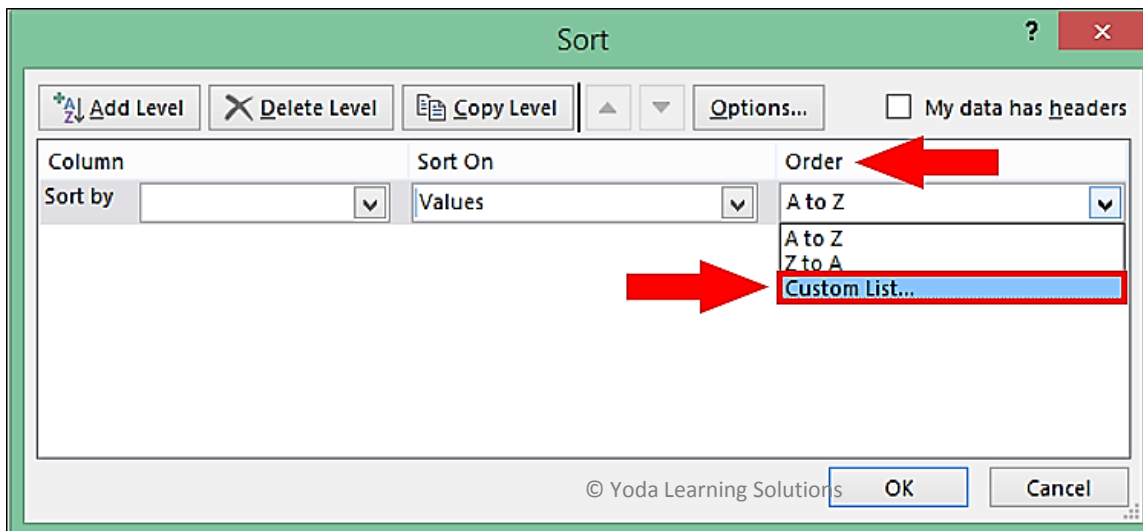 Sort
?
Add Level Delete Level Copy Level Options... My data has headers
Column Sort On Order
Sort by Values A to Z
A to Z
Z to A
Custom List...
© Yoda Learning Solutions OK Cancel